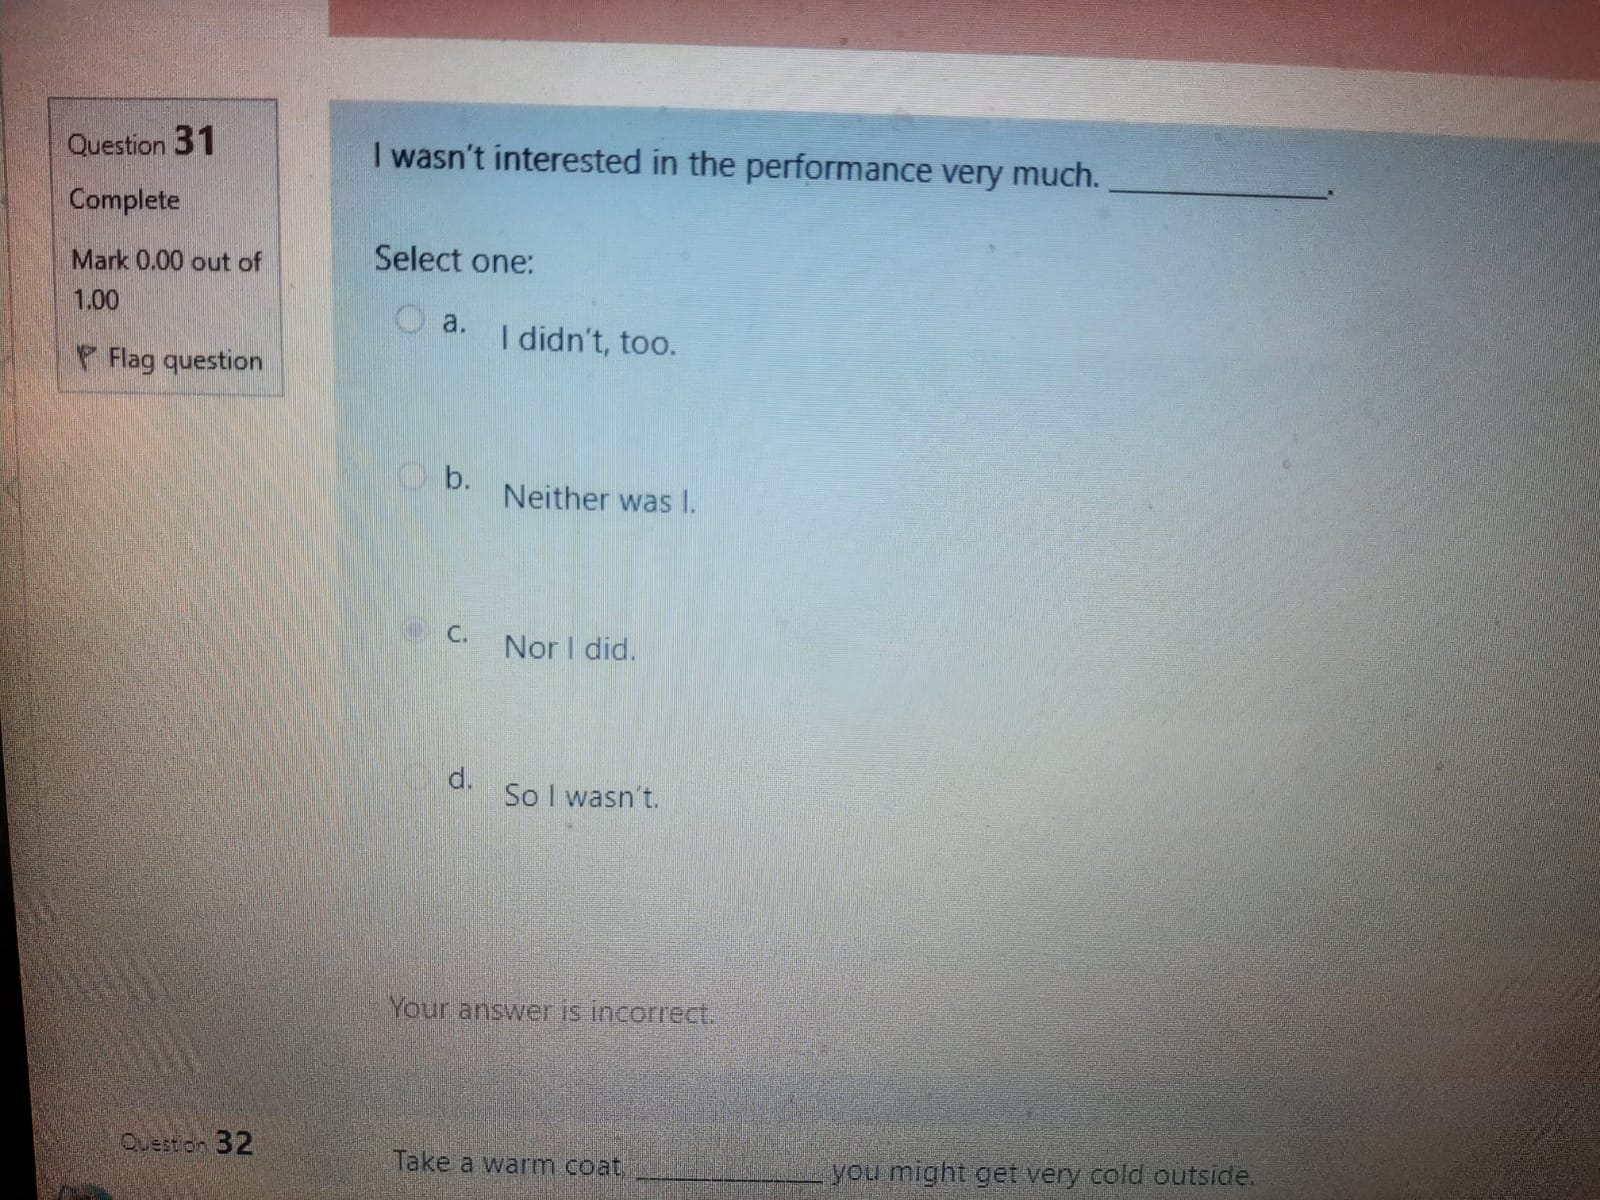 Question 31
Complete
Mark 0.00 out of
1.00
Flag question
I wasn't interested in the performance very much. ____________.
Select one:
a. I didn't, too.
b. Neither was I.
c. Nor I did.
d. So I wasn't.
Your answer is incorrect.
Question 32
Take a warm coat, ____________ you might get very cold outside.